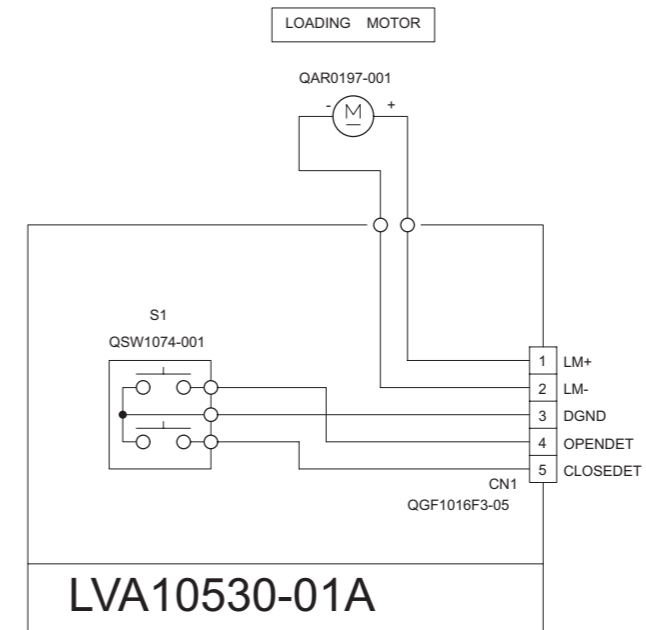 LOADING MOTOR
QAR0197-001
- M +
S1
QSW1074-001
1 LM+
2 LM-
3 DGND
4 OPENDET
5 CLOSEDET
CN1
QGF1016F3-05
LVA10530-01A